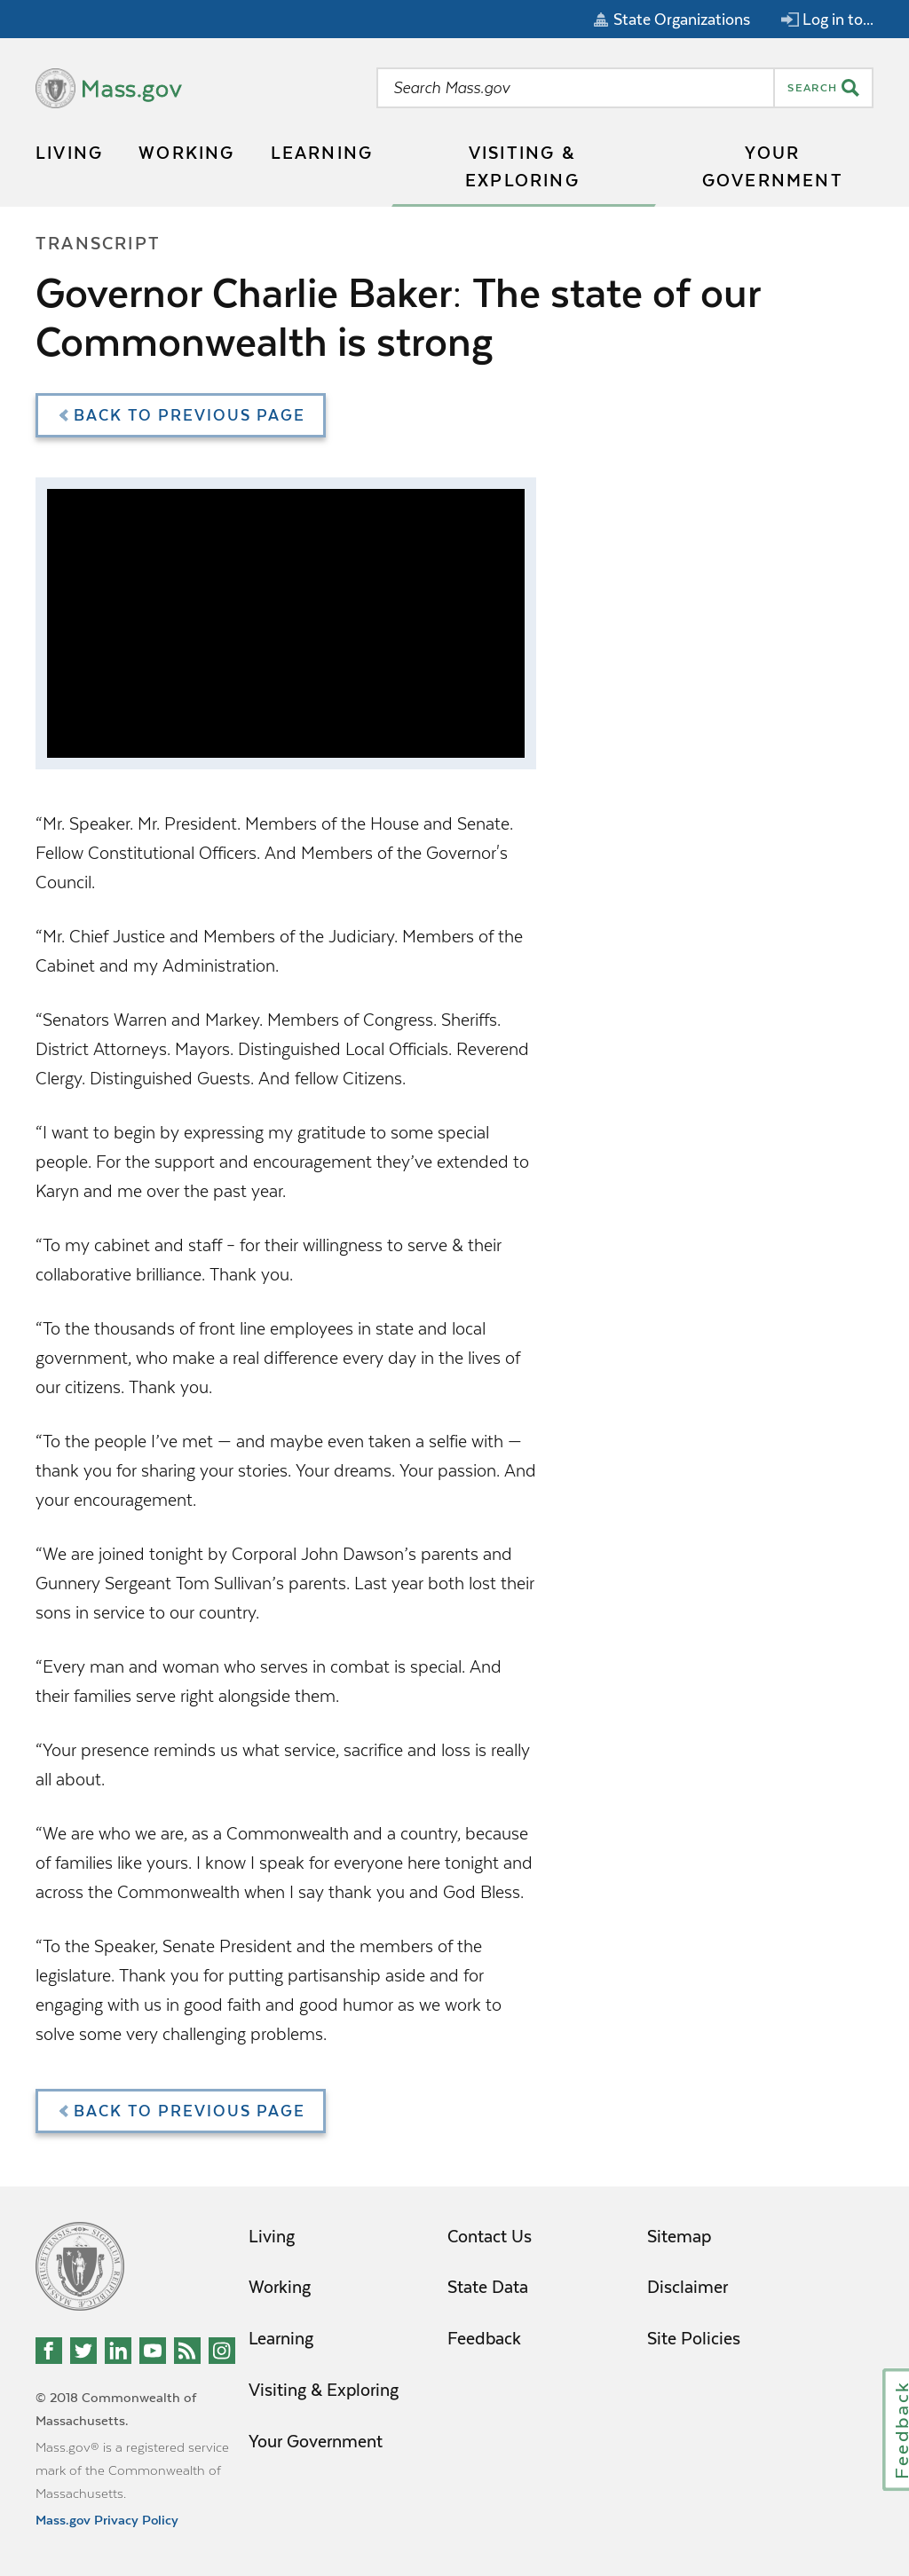 State Organizations
Log in to...
Mass.gov
Search Mass.gov
SEARCH
LIVING
WORKING
LEARNING
VISITING &
EXPLORING
YOUR
GOVERNMENT
TRANSCRIPT
Governor Charlie Baker: The state of our
Commonwealth is strong
BACK TO PREVIOUS PAGE
“Mr. Speaker. Mr. President. Members of the House and Senate.
Fellow Constitutional Officers. And Members of the Governor's
Council.
“Mr. Chief Justice and Members of the Judiciary. Members of the
Cabinet and my Administration.
“Senators Warren and Markey. Members of Congress. Sheriffs.
District Attorneys. Mayors. Distinguished Local Officials. Reverend
Clergy. Distinguished Guests. And fellow Citizens.
“I want to begin by expressing my gratitude to some special
people. For the support and encouragement they’ve extended to
Karyn and me over the past year.
“To my cabinet and staff – for their willingness to serve & their
collaborative brilliance. Thank you.
“To the thousands of front line employees in state and local
government, who make a real difference every day in the lives of
our citizens. Thank you.
“To the people I’ve met — and maybe even taken a selfie with —
thank you for sharing your stories. Your dreams. Your passion. And
your encouragement.
“We are joined tonight by Corporal John Dawson’s parents and
Gunnery Sergeant Tom Sullivan’s parents. Last year both lost their
sons in service to our country.
“Every man and woman who serves in combat is special. And
their families serve right alongside them.
“Your presence reminds us what service, sacrifice and loss is really
all about.
“We are who we are, as a Commonwealth and a country, because
of families like yours. I know I speak for everyone here tonight and
across the Commonwealth when I say thank you and God Bless.
“To the Speaker, Senate President and the members of the
legislature. Thank you for putting partisanship aside and for
engaging with us in good faith and good humor as we work to
solve some very challenging problems.
BACK TO PREVIOUS PAGE
Living
Working
Learning
Visiting & Exploring
Your Government
Contact Us
State Data
Feedback
Sitemap
Disclaimer
Site Policies
© 2018 Commonwealth of
Massachusetts.
Mass.gov® is a registered service
mark of the Commonwealth of
Massachusetts.
Mass.gov Privacy Policy
Feedback